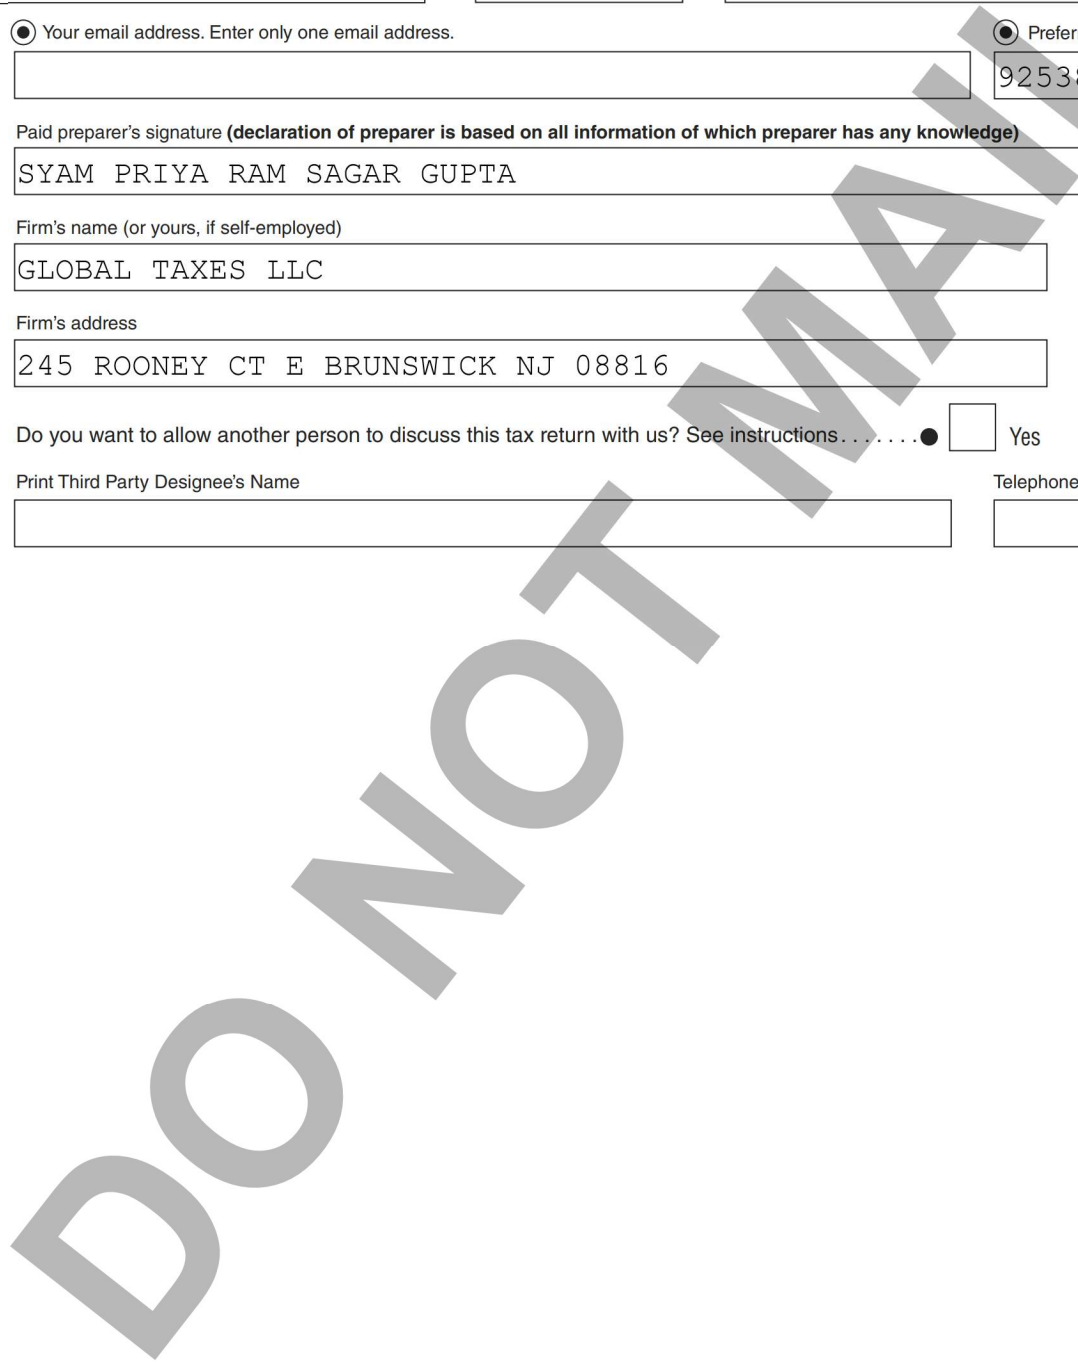 Your email address. Enter only one email address.
Prefer
9253
Paid preparer's signature (declaration of preparer is based on all information of which preparer has any knowledge)
SYAM PRIYA RAM SAGAR GUPTA
Firm's name (or yours, if self-employed)
GLOBAL TAXES LLC
Firm's address
245 ROONEY CT E BRUNSWICK NJ 08816
Do you want to allow another person to discuss this tax return with us? See instructions.......● Yes
Print Third Party Designee's Name
Telephone
DO NOT MAIL